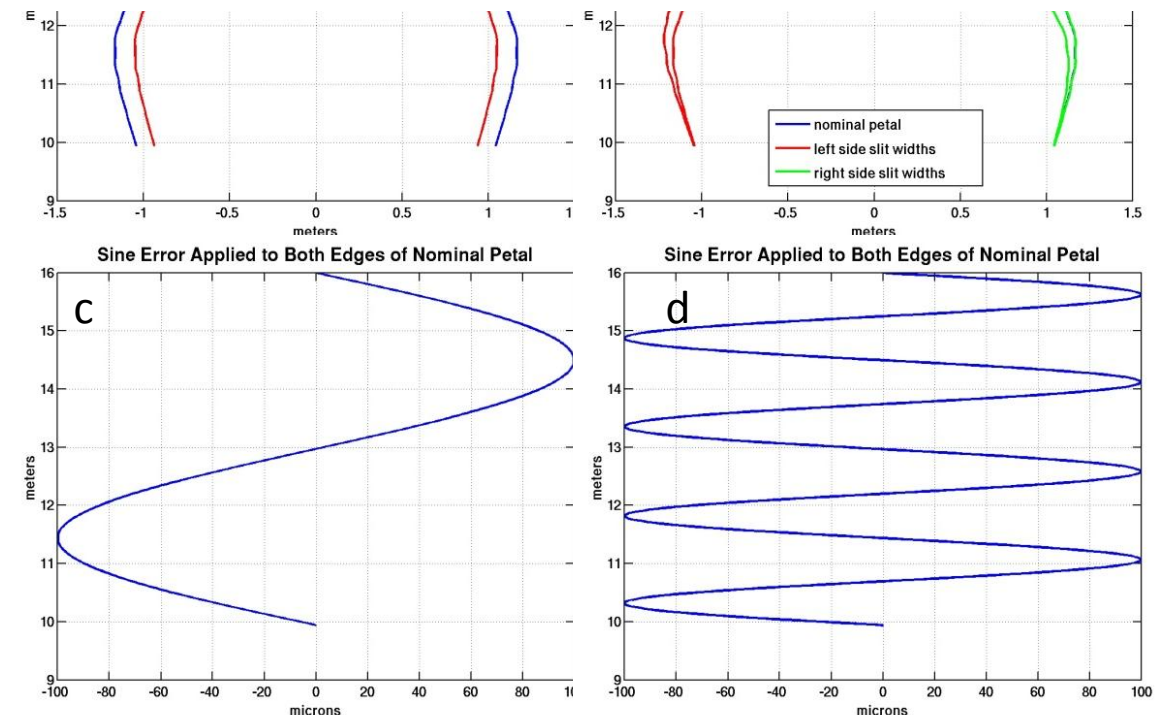 m
12
11
10
9
-1.5 -1 -0.5 0 0.5 1 1
meters
m
12
11
10
9
nominal petal
left side slit widths
right side slit widths
-1.5 -1 -0.5 0 0.5 1 1.5
meters
Sine Error Applied to Both Edges of Nominal Petal
c
16
15
14
13
12
11
10
9
meters
-100 -80 -60 -40 -20 0 20 40 60 80 10
microns
Sine Error Applied to Both Edges of Nominal Petal
d
16
15
14
13
12
11
10
9
meters
-100 -80 -60 -40 -20 0 20 40 60 80 100
microns